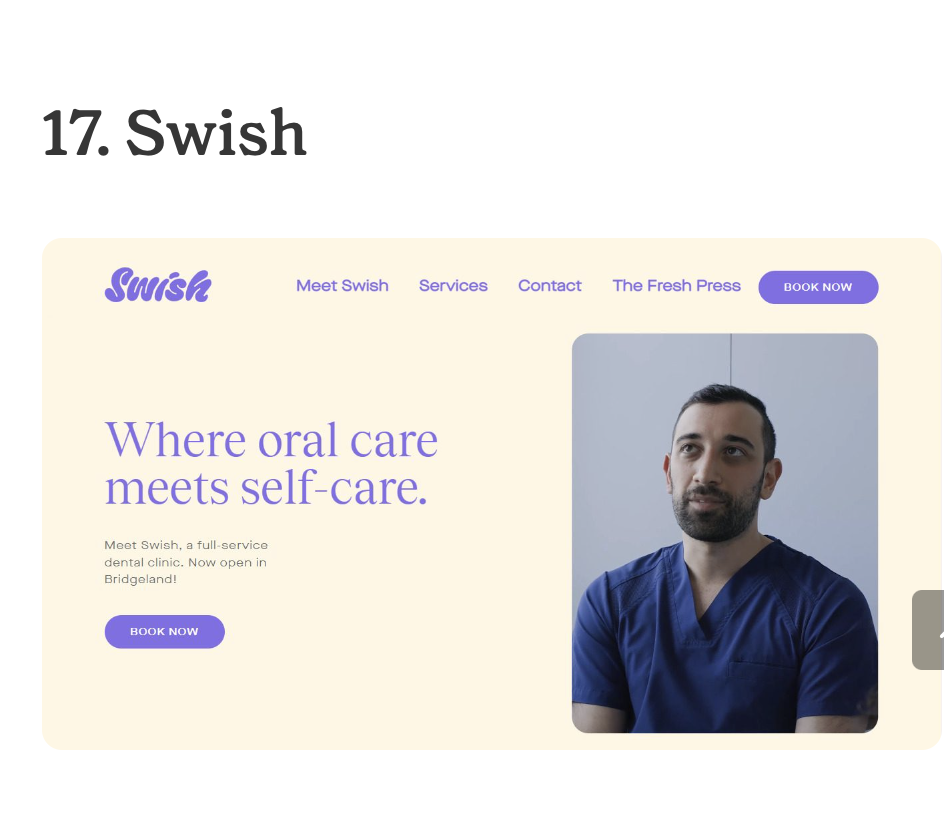 17. Swish
Swish
Meet Swish
Services
Contact
The Fresh Press
BOOK NOW
Where oral care
meets self-care.
Meet Swish, a full-service
dental clinic. Now open in
Bridgeland!
BOOK NOW